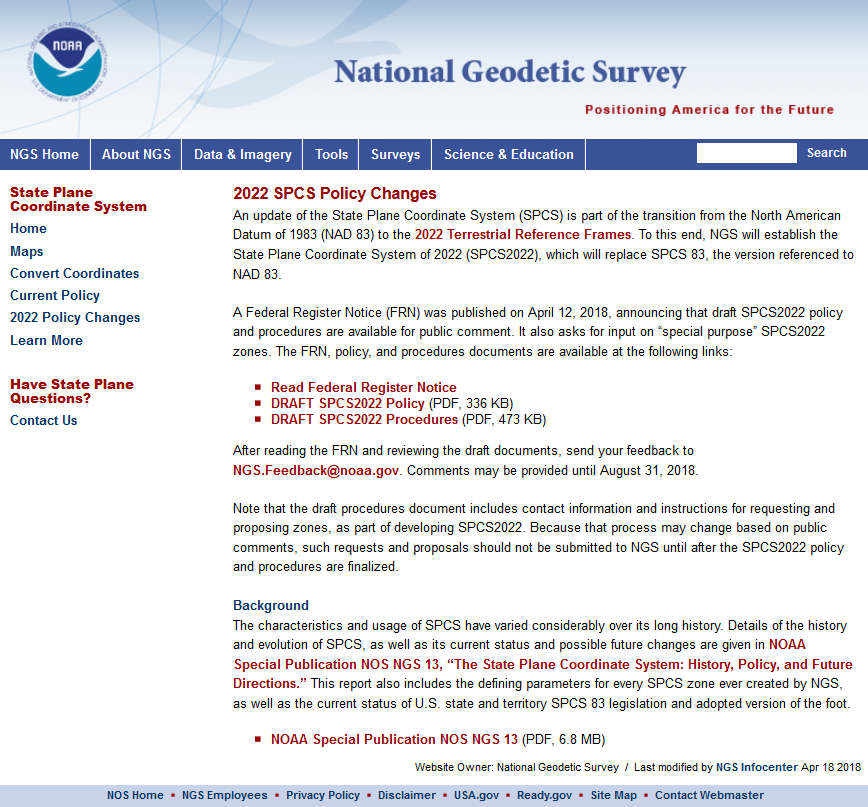 NOAA
NATIONAL OCEANIC AND ATMOSPHERIC ADMINISTRATION
U.S. DEPARTMENT OF COMMERCE
National Geodetic Survey
Positioning America for the Future
NGS Home About NGS Data & Imagery Tools Surveys Science & Education Search
State Plane
Coordinate System
Home
Maps
Convert Coordinates
Current Policy
2022 Policy Changes
Learn More
Have State Plane
Questions?
Contact Us
2022 SPCS Policy Changes
An update of the State Plane Coordinate System (SPCS) is part of the transition from the North American
Datum of 1983 (NAD 83) to the 2022 Terrestrial Reference Frames. To this end, NGS will establish the
State Plane Coordinate System of 2022 (SPCS2022), which will replace SPCS 83, the version referenced to
NAD 83.
A Federal Register Notice (FRN) was published on April 12, 2018, announcing that draft SPCS2022 policy
and procedures are available for public comment. It also asks for input on “special purpose” SPCS2022
zones. The FRN, policy, and procedures documents are available at the following links:
Read Federal Register Notice
DRAFT SPCS2022 Policy (PDF, 336 KB)
DRAFT SPCS2022 Procedures (PDF, 473 KB)
After reading the FRN and reviewing the draft documents, send your feedback to
NGS.Feedback@noaa.gov. Comments may be provided until August 31, 2018.
Note that the draft procedures document includes contact information and instructions for requesting and
proposing zones, as part of developing SPCS2022. Because that process may change based on public
comments, such requests and proposals should not be submitted to NGS until after the SPCS2022 policy
and procedures are finalized.
Background
The characteristics and usage of SPCS have varied considerably over its long history. Details of the history
and evolution of SPCS, as well as its current status and possible future changes are given in NOAA
Special Publication NOS NGS 13, “The State Plane Coordinate System: History, Policy, and Future
Directions.” This report also includes the defining parameters for every SPCS zone ever created by NGS,
as well as the current status of U.S. state and territory SPCS 83 legislation and adopted version of the foot.
NOAA Special Publication NOS NGS 13 (PDF, 6.8 MB)
Website Owner: National Geodetic Survey / Last modified by NGS Infocenter Apr 18 2018
NOS Home ▪ NGS Employees ▪ Privacy Policy ▪ Disclaimer ▪ USA.gov ▪ Ready.gov ▪ Site Map ▪ Contact Webmaster